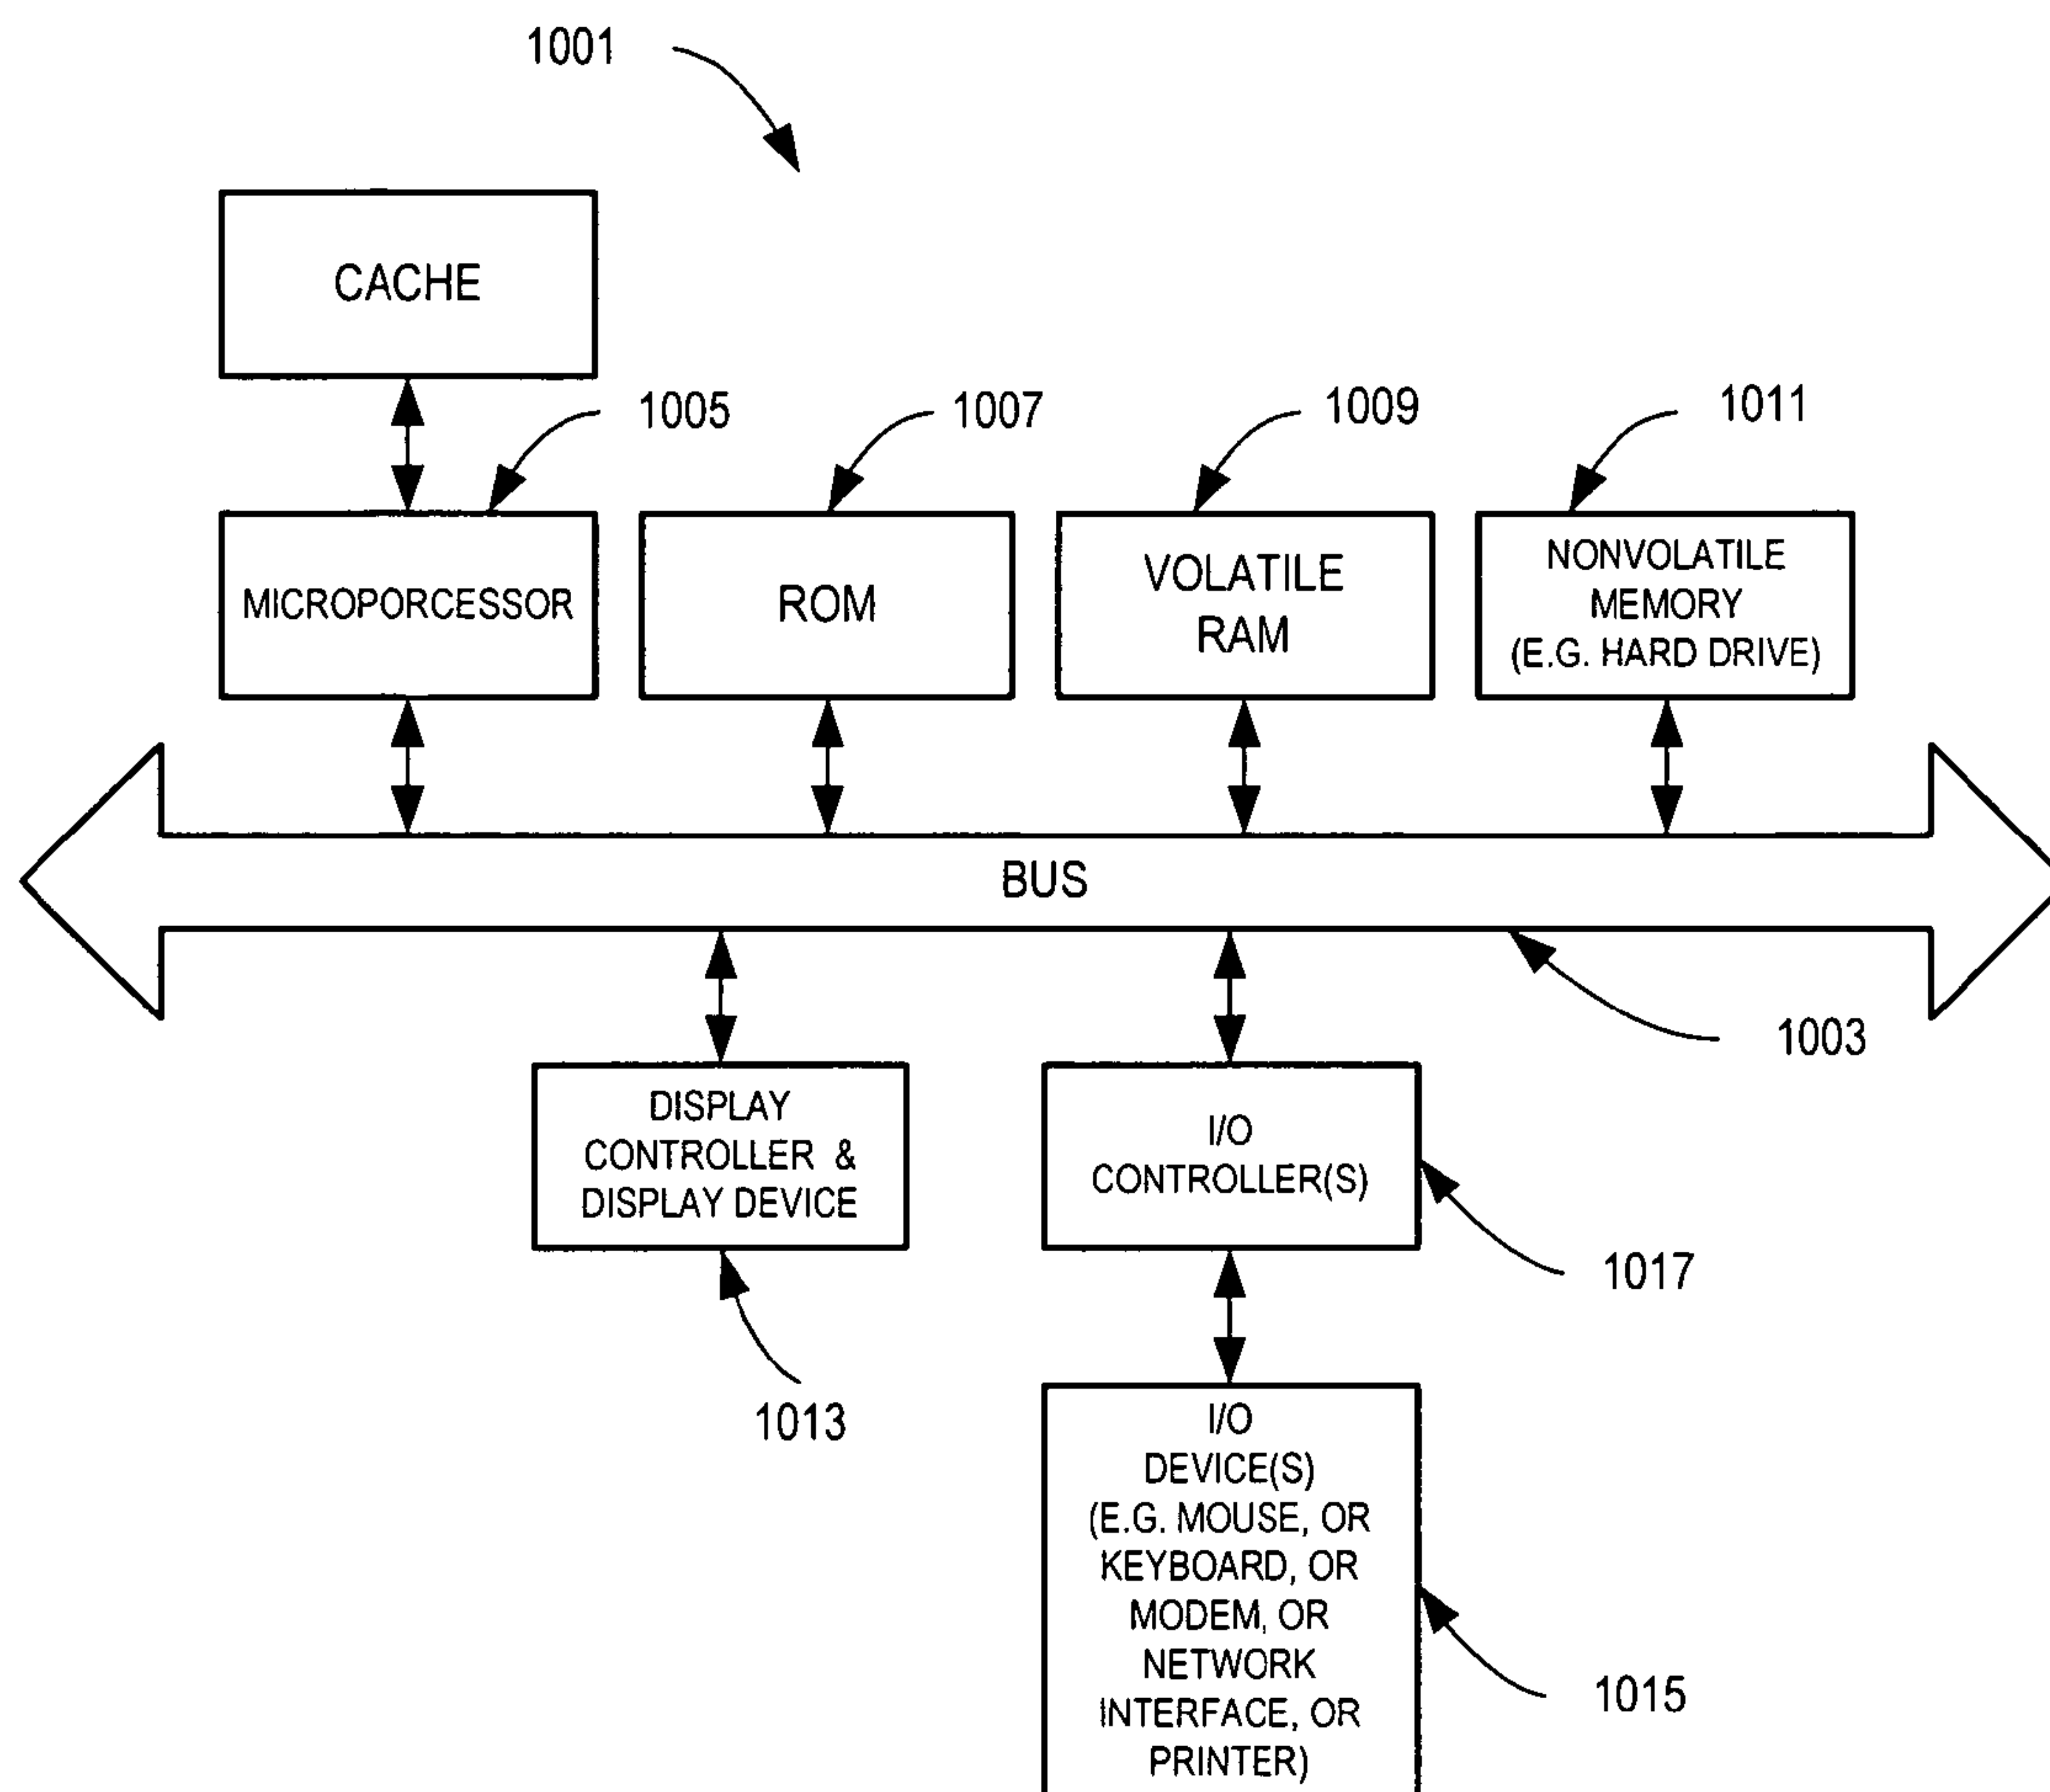 1001
CACHE
1005
1007
1009
1011
MICROPORCESSOR
ROM
VOLATILE
RAM
NONVOLATILE
MEMORY
(E.G. HARD DRIVE)
BUS
1003
DISPLAY
CONTROLLER &
DISPLAY DEVICE
I/O
CONTROLLER(S)
1017
1013
I/O
DEVICE(S)
(E.G. MOUSE, OR
KEYBOARD, OR
MODEM, OR
NETWORK
INTERFACE, OR
PRINTER)
1015